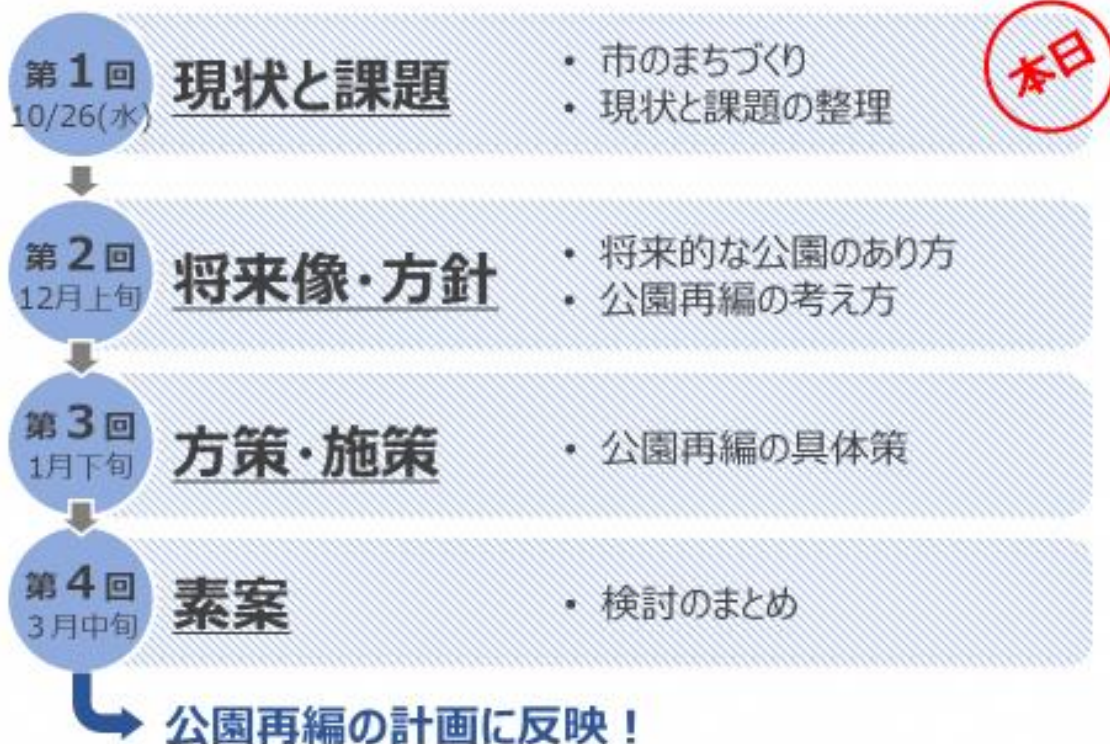 第1回
10/26(水)
現状と課題
• 市のまちづくり
• 現状と課題の整理
本日
第2回
12月上旬
将来像・方針
• 将来的な公園のあり方
• 公園再編の考え方
第3回
1月下旬
方策・施策
• 公園再編の具体策
第4回
3月中旬
素案
• 検討のまとめ
公園再編の計画に反映！